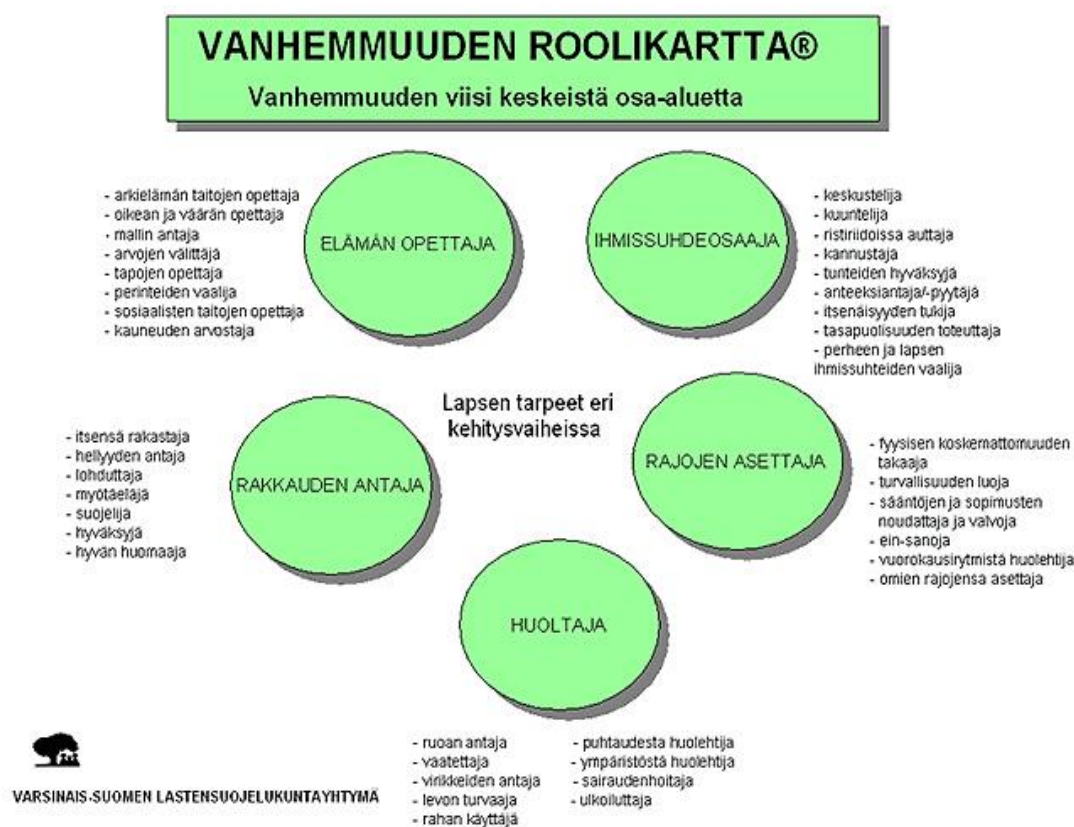 VANHEMMUUDEN ROOLIKARTTA®
Vanhemmuuden viisi keskeistä osa-aluetta
- arkielämän taitojen opettaja
- oikean ja väärän opettaja
- mallin antaja
- arvojen välittäjä
- tapojen opettaja
- perinteiden vaalija
- sosiaalisten taitojen opettaja
- kauneuden arvostaja
ELÄMÄN OPETTAJA
IHMISSUHDEOSAAJA
- keskustelija
- kuuntelija
- ristiriidoissa auttaja
- kannustaja
- tunteiden hyväksyjä
- anteeksiantaja/-pyytäjä
- itsenäisyyden tukija
- tasapuolisuuden toteuttaja
- perheen ja lapsen
ihmissuhteiden vaalija
Lapsen tarpeet eri
kehitysvaiheissa
- itsensä rakastaja
- hellyyden antaja
- lohduttaja
- myötäeläjä
- suojelija
- hyväksyjä
- hyvän huomaaja
RAKKAUDEN ANTAJA
RAJOJEN ASETTAJA
- fyysisen koskemattomuuden
takaaja
- turvallisuuden luoja
- sääntöjen ja sopimusten
noudattaja ja valvoja
- ein-sanoja
- vuorokausirytmistä huolehtija
- omien rajojensa asettaja
HUOLTAJA
- ruoan antaja
- vaatettaja
- virikkeiden antaja
- levon turvaaja
- rahan käyttäjä
- puhtaudesta huolehtija
- ympäristöstä huolehtija
- sairaudenhoitaja
- ulkoiluttaja
VARSINAIS-SUOMEN LASTENSUOJELUKUNTAYHTYMÄ